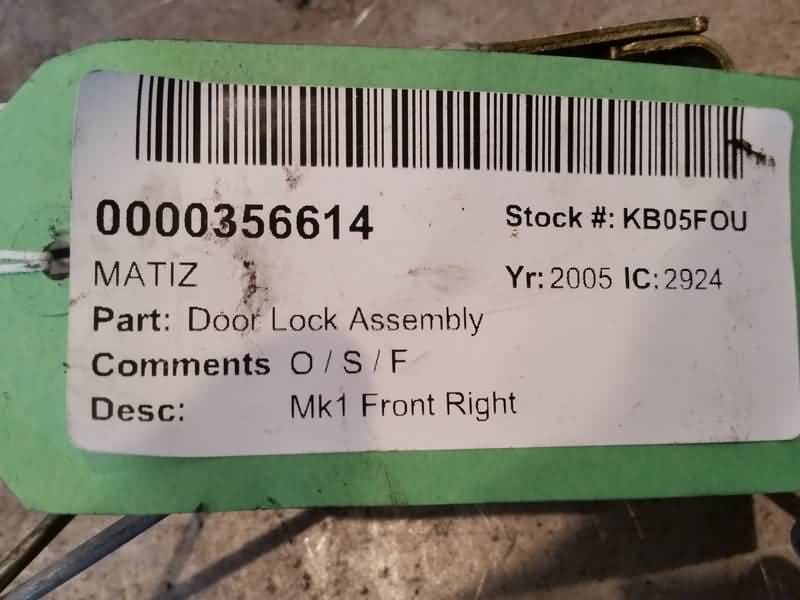 0000356614 Stock #: KB05FOU
MATIZ Yr: 2005 IC: 2924
Part: Door Lock Assembly
Comments O / S / F
Desc: Mk1 Front Right